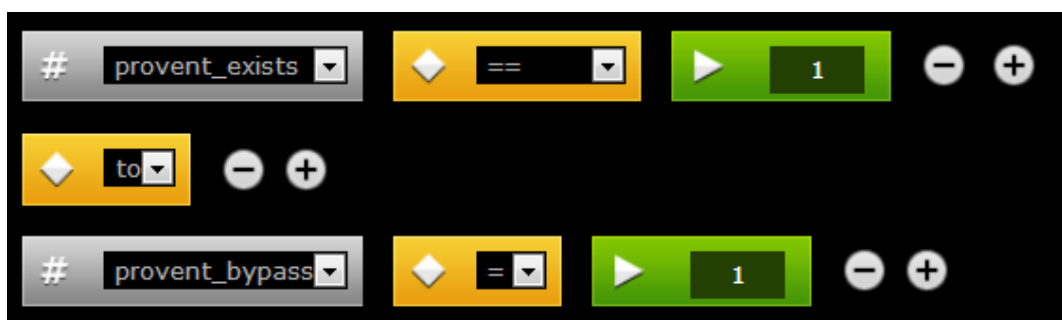 # provent_exists == 1
to
# provent_bypass = 1